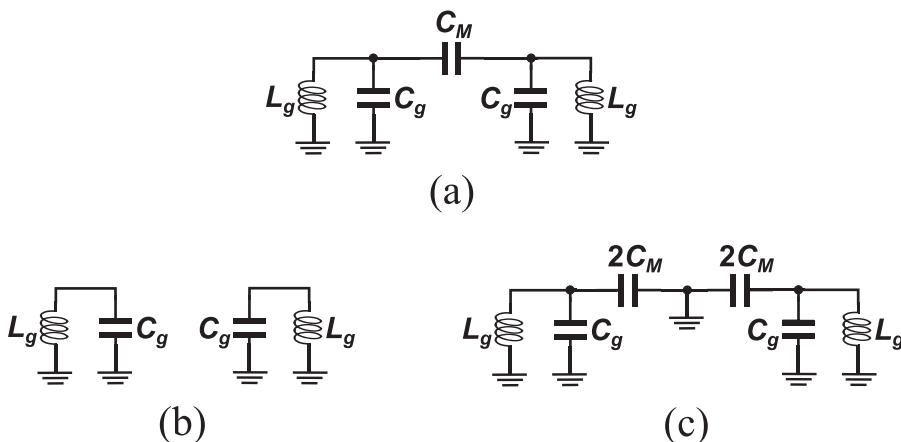 C_M
L_g C_g C_g L_g
(a)
2C_M 2C_M
L_g C_g C_g L_g L_g C_g C_g L_g
(b) (c)